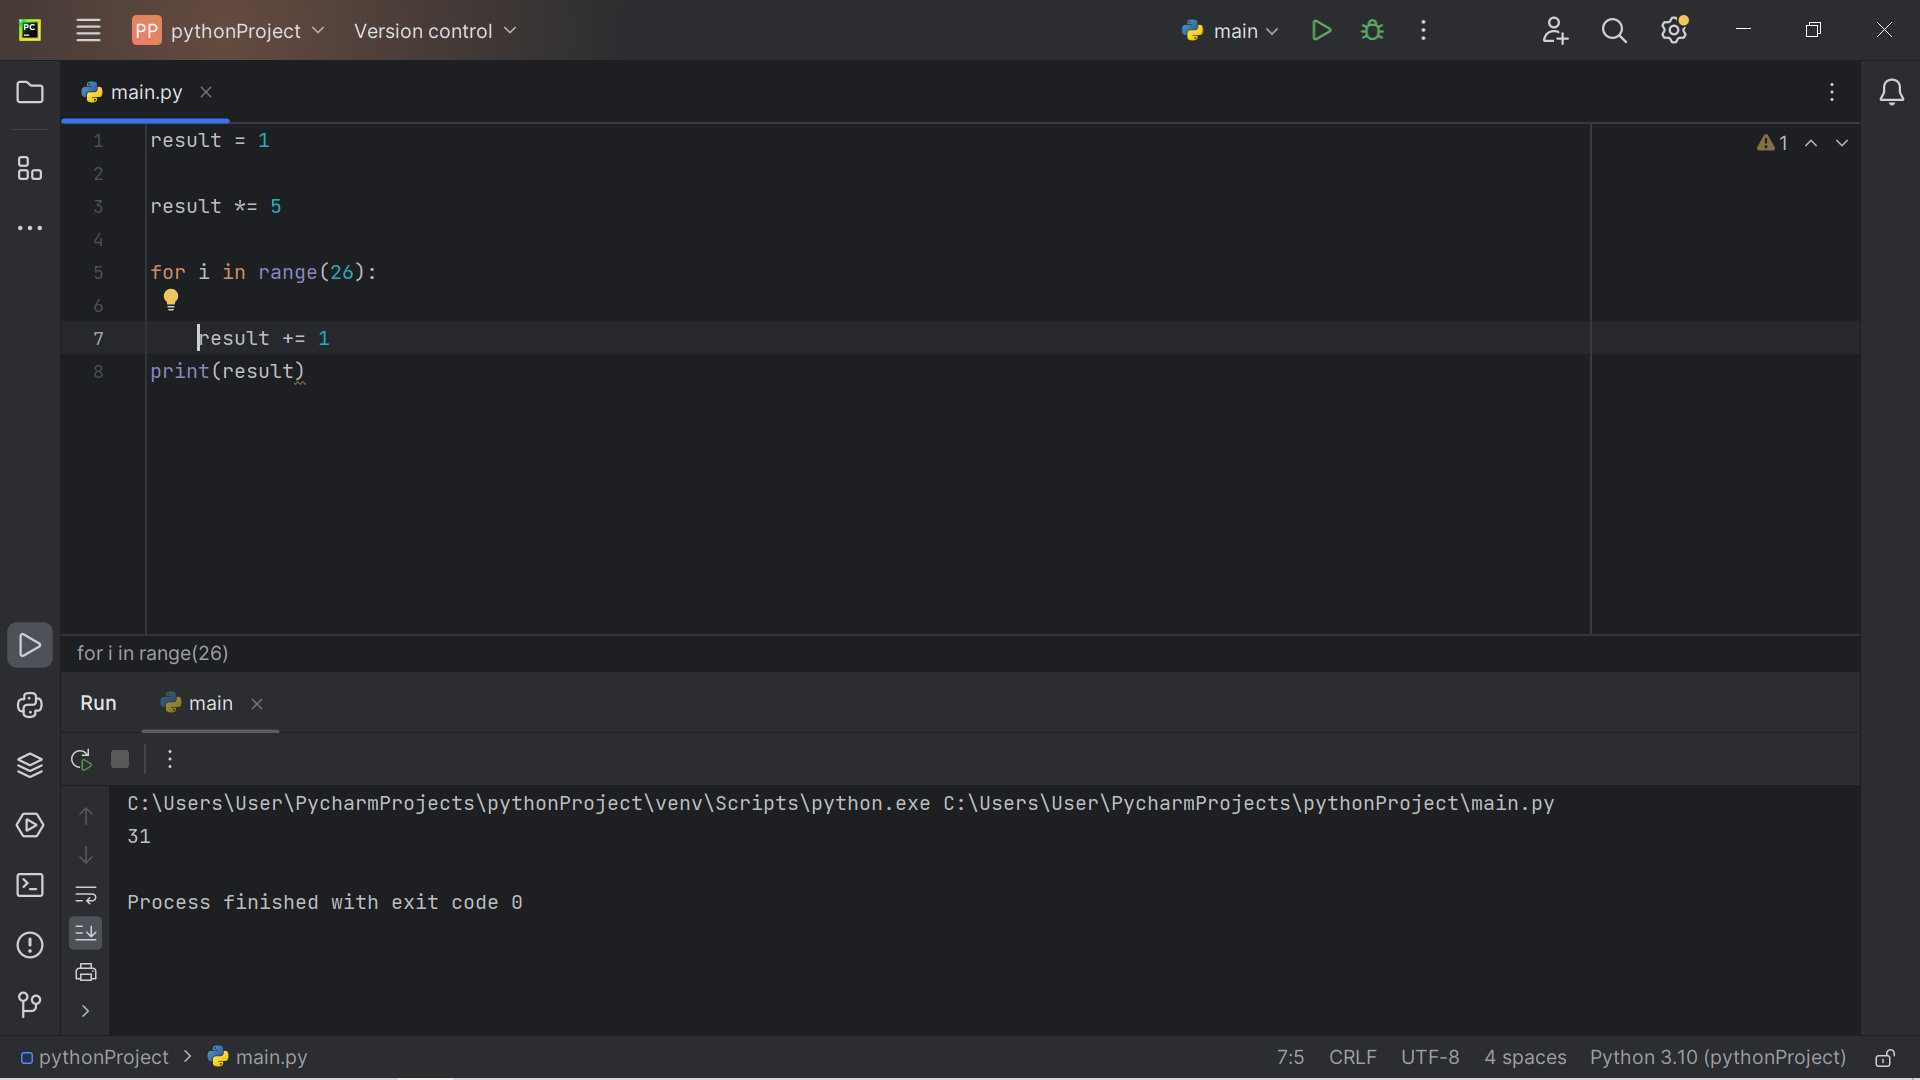 PC
PP pythonProject Version control main
main.py
1 result = 1
2
3 result *= 5
4
5 for i in range(26):
6
7 result += 1
8 print(result)
1
for i in range(26)
Run main
C:\Users\User\PycharmProjects\pythonProject\venv\Scripts\python.exe C:\Users\User\PycharmProjects\pythonProject\main.py
31
Process finished with exit code 0
pythonProject main.py 7:5 CRLF UTF-8 4 spaces Python 3.10 (pythonProject)